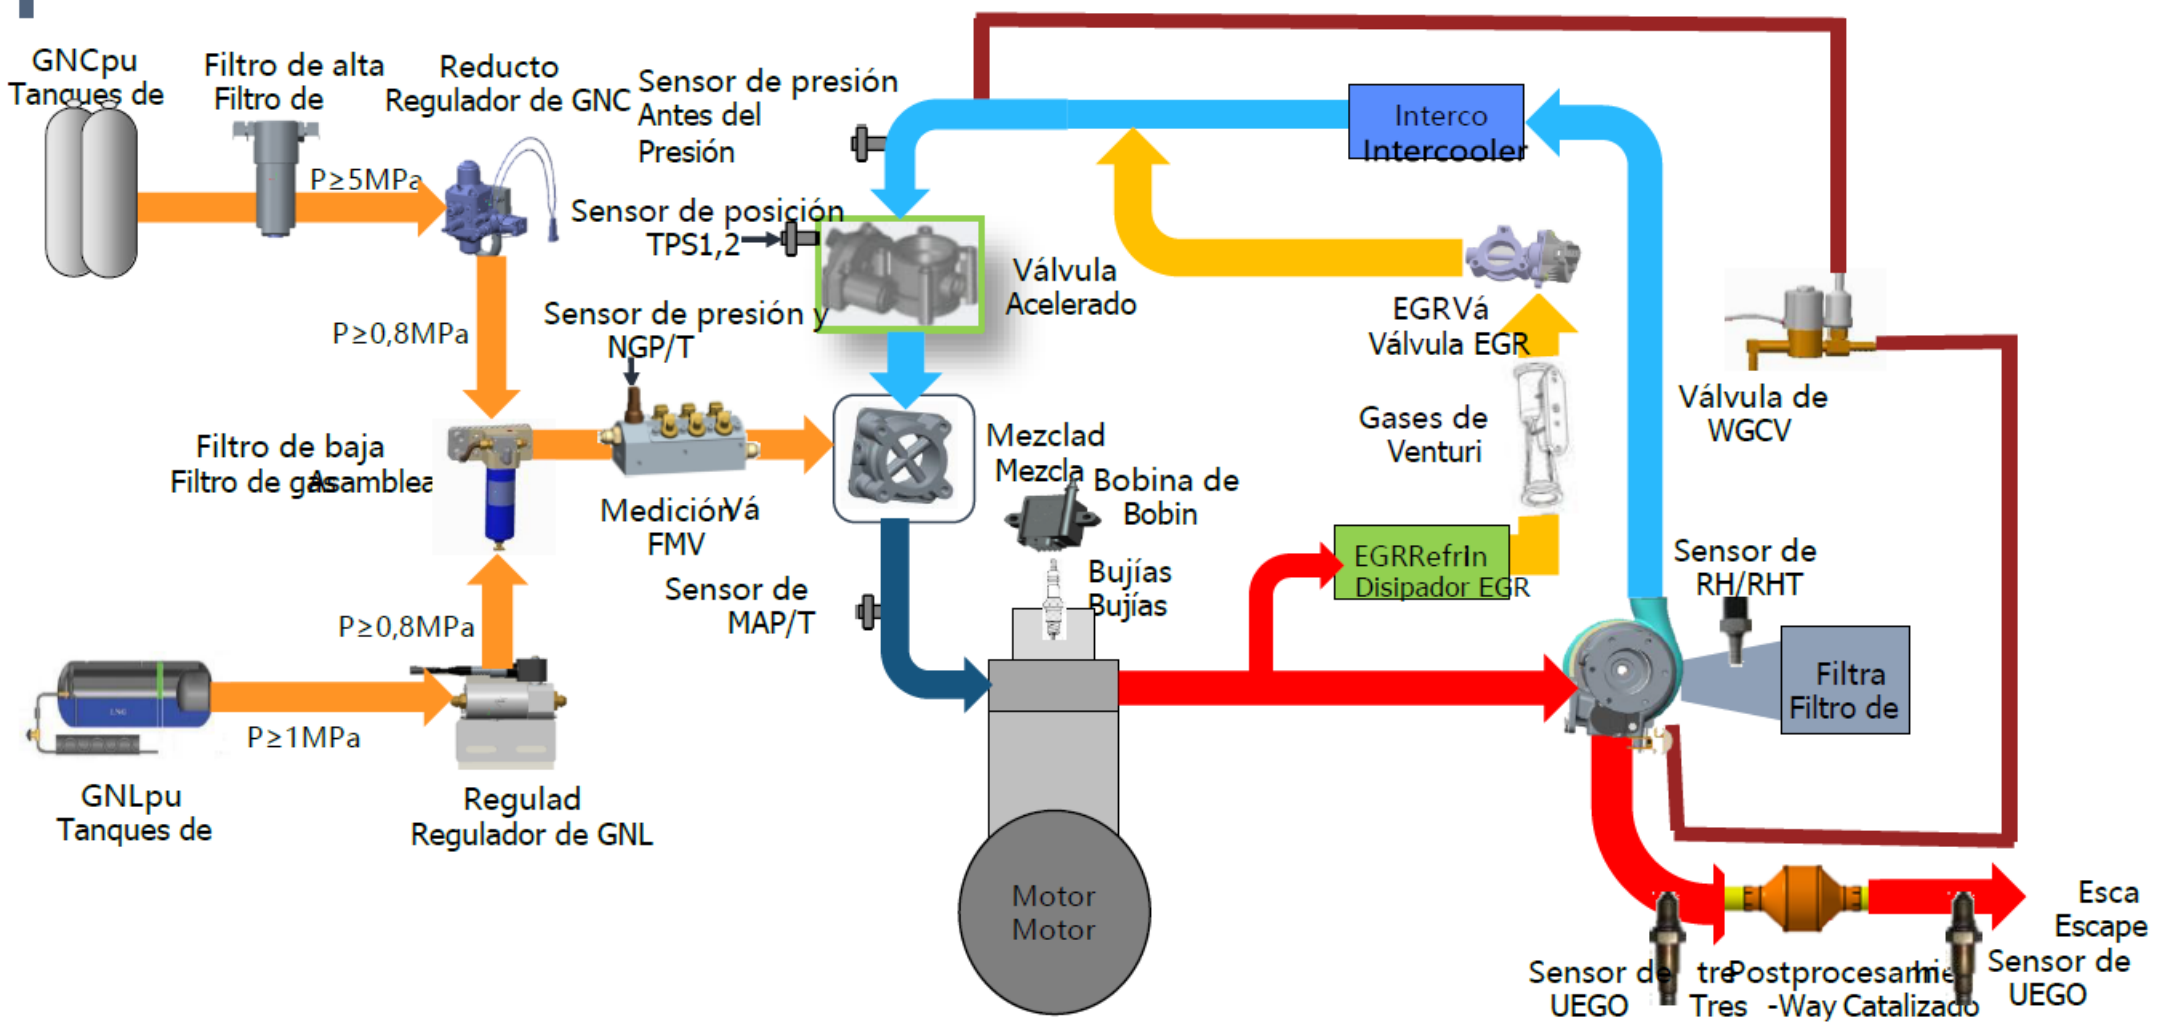 GNCpu
Tanques de
Filtro de alta
Filtro de
Reducto
Regulador de GNC
Sensor de presión
Antes del
Presión
Interco
Intercooler
P≥5MPa
Sensor de posición
TPS1,2
Válvula
Acelerado
P≥0,8MPa
Sensor de presión y
NGP/T
EGRVá
Válvula EGR
Válvula de
WGCV
Gases de
Venturi
Filtro de baja
Filtro de gas Asamblea
Mezclad
Mezcla
Bobina de
Bobin
Medición Vá
FMV
EGRRefrIn
Disipador EGR
Sensor de
RH/RHT
Bujías
Bujías
Sensor de
MAP/T
P≥0,8MPa
Filtra
Filtro de
LNG
P≥1MPa
GNLpu
Tanques de
Regulad
Regulador de GNL
Motor
Motor
Esca
Escape
Sensor de
UEGO
tre
Tres
Postprocesamie
-Way Catalizado
Sensor de
UEGO